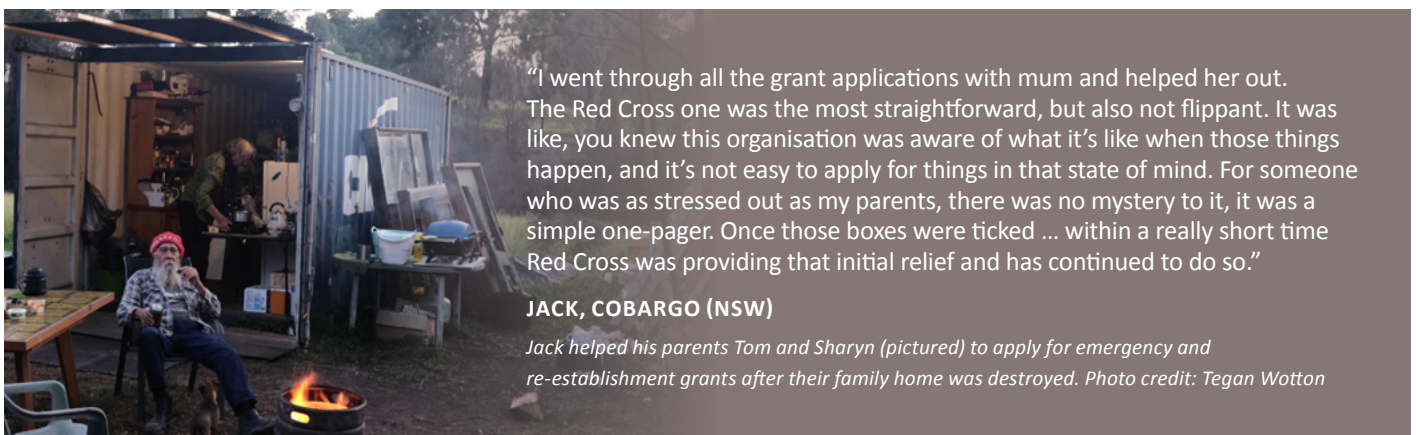 “I went through all the grant applications with mum and helped her out.
The Red Cross one was the most straightforward, but also not flippant. It was
like, you knew this organisation was aware of what it’s like when those things
happen, and it’s not easy to apply for things in that state of mind. For someone
who was as stressed out as my parents, there was no mystery to it, it was a
simple one-pager. Once those boxes were ticked ... within a really short time
Red Cross was providing that initial relief and has continued to do so.”
JACK, COBARGO (NSW)
Jack helped his parents Tom and Sharyn (pictured) to apply for emergency and
re-establishment grants after their family home was destroyed. Photo credit: Tegan Wotton